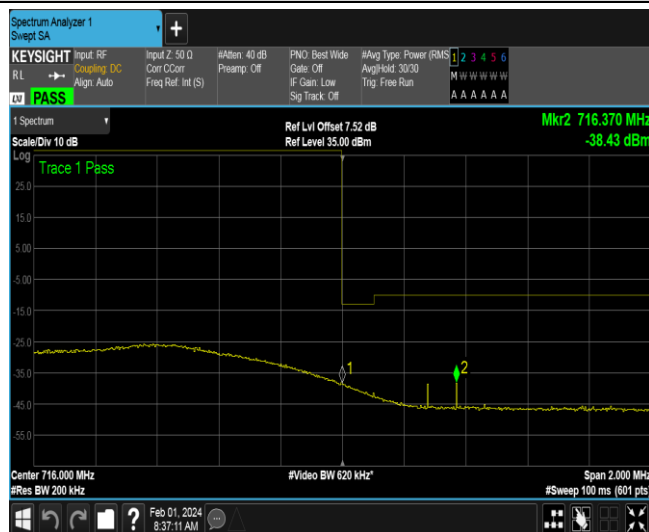 Spectrum Analyzer 1
Swept SA
KEYSIGHT
RL
LXI PASS
Input: RF
Coupling: DC
Align: Auto
Input Z: 50 Ω
Corr CCorr
Freq Ref: Int (S)
#Atten: 40 dB
Preamp: Off
PNO: Best Wide
Gate: Off
IF Gain: Low
Sig Track: Off
#Avg Type: Power (RMS
Avg|Hold: 30/30
Trig: Free Run
1 2 3 4 5 6
M W W W W W
A A A A A A
1 Spectrum
Scale/Div 10 dB
Ref Lvl Offset 7.52 dB
Ref Level 35.00 dBm
Mkr2 716.370 MHz
-38.43 dBm
Log
Trace 1 Pass
25.0
15.0
5.00
-5.00
-15.0
-25.0
-35.0
-45.0
-55.0
1
2
Center 716.000 MHz
#Res BW 200 kHz
#Video BW 620 kHz*
Span 2.000 MHz
#Sweep 100 ms (601 pts)
?
Feb 01, 2024
8:37:11 AM